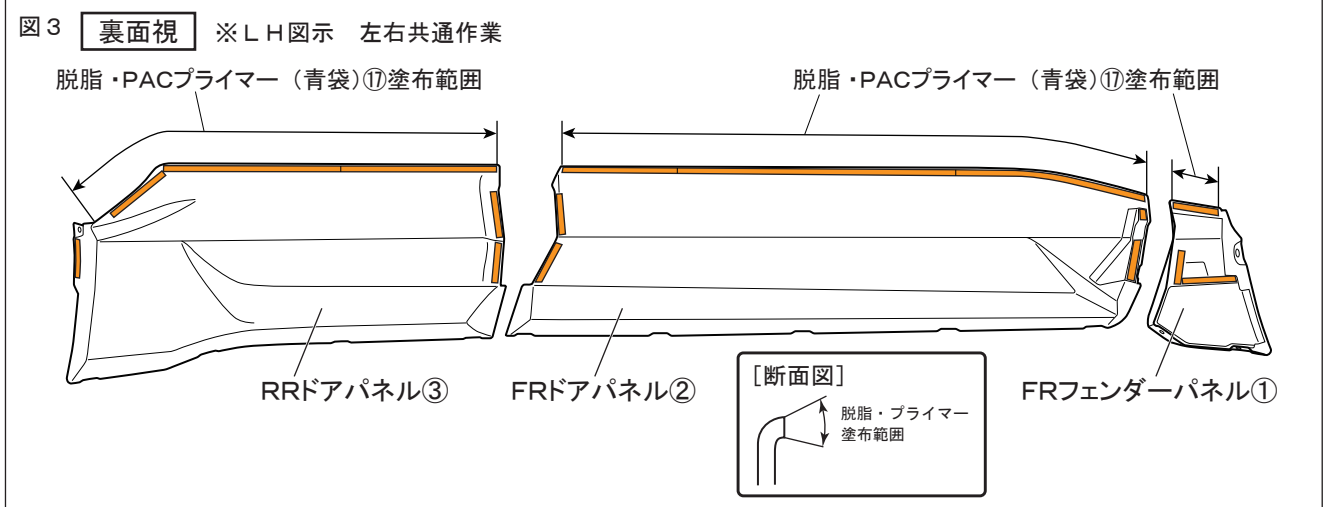 図3 裏面視 ※LH図示 左右共通作業
脱脂・PACプライマー（青袋）⑰塗布範囲
脱脂・PACプライマー（青袋）⑰塗布範囲
RRドアパネル③
FRドアパネル②
FRフェンダーパネル①
［断面図］
脱脂・プライマー
塗布範囲